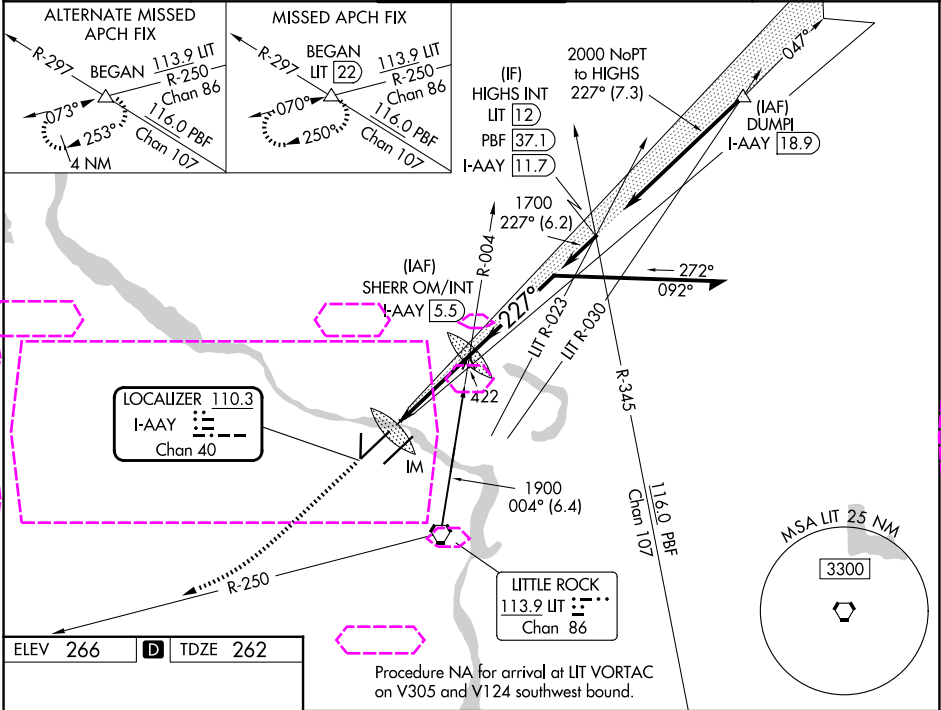 ALTERNATE MISSED
APCH FIX
R-297
BEGAN
113.9 LIT
R-250
Chan 86
073°
253°
4 NM
116.0 PBF
Chan 107
MISSED APCH FIX
R-297
BEGAN
LIT 22
113.9 LIT
R-250
Chan 86
070°
250°
116.0 PBF
Chan 107
(IF)
HIGHS INT
LIT 12
PBF 37.1
I-AAY 11.7
2000 NoPT
to HIGHS
227° (7.3)
047°
(IAF)
DUMPI
I-AAY 18.9
1700
227° (6.2)
R-004
(IAF)
SHERR OM/INT
I-AAY 5.5
227°
272°
092°
LIT R-023
LIT R-030
R-345
422
LOCALIZER 110.3
I-AAY
Chan 40
IM
1900
004° (6.4)
116.0 PBF
Chan 107
R-250
LITTLE ROCK
113.9 LIT
Chan 86
MSA LIT 25 NM
3300
ELEV 266
D
TDZE 262
Procedure NA for arrival at LIT VORTAC
on V305 and V124 southwest bound.